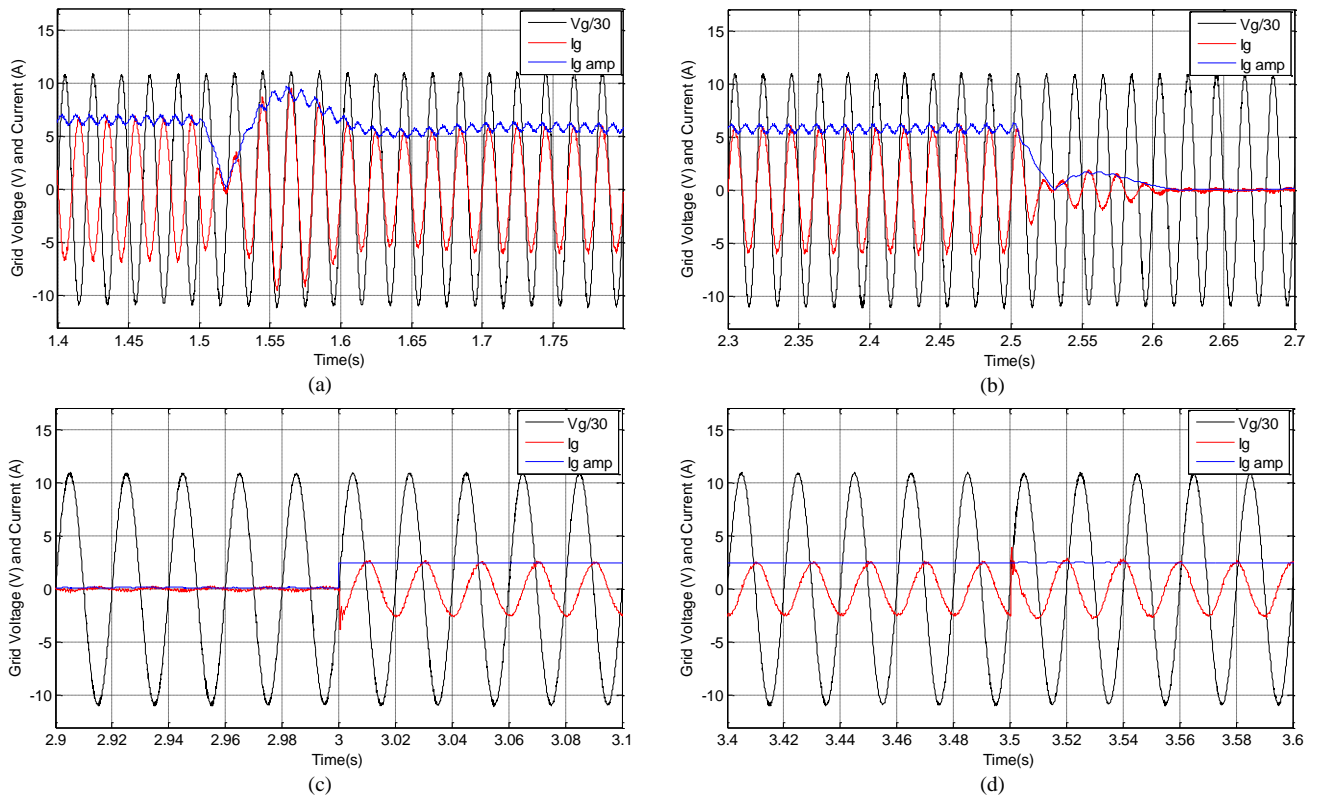 Vg/30
Ig
Ig amp
Grid Voltage (V) and Current (A)
15
10
5
0
-5
-10
1.4 1.45 1.5 1.55 1.6 1.65 1.7 1.75
Time(s)
(a)
Vg/30
Ig
Ig amp
Grid Voltage (V) and Current (A)
15
10
5
0
-5
-10
2.3 2.35 2.4 2.45 2.5 2.55 2.6 2.65 2.7
Time(s)
(b)
Vg/30
Ig
Ig amp
Grid Voltage (V) and Current (A)
15
10
5
0
-5
-10
2.9 2.92 2.94 2.96 2.98 3 3.02 3.04 3.06 3.08 3.1
Time(s)
(c)
Vg/30
Ig
Ig amp
Grid Voltage (V) and Current (A)
15
10
5
0
-5
-10
3.4 3.42 3.44 3.46 3.48 3.5 3.52 3.54 3.56 3.58 3.6
Time(s)
(d)